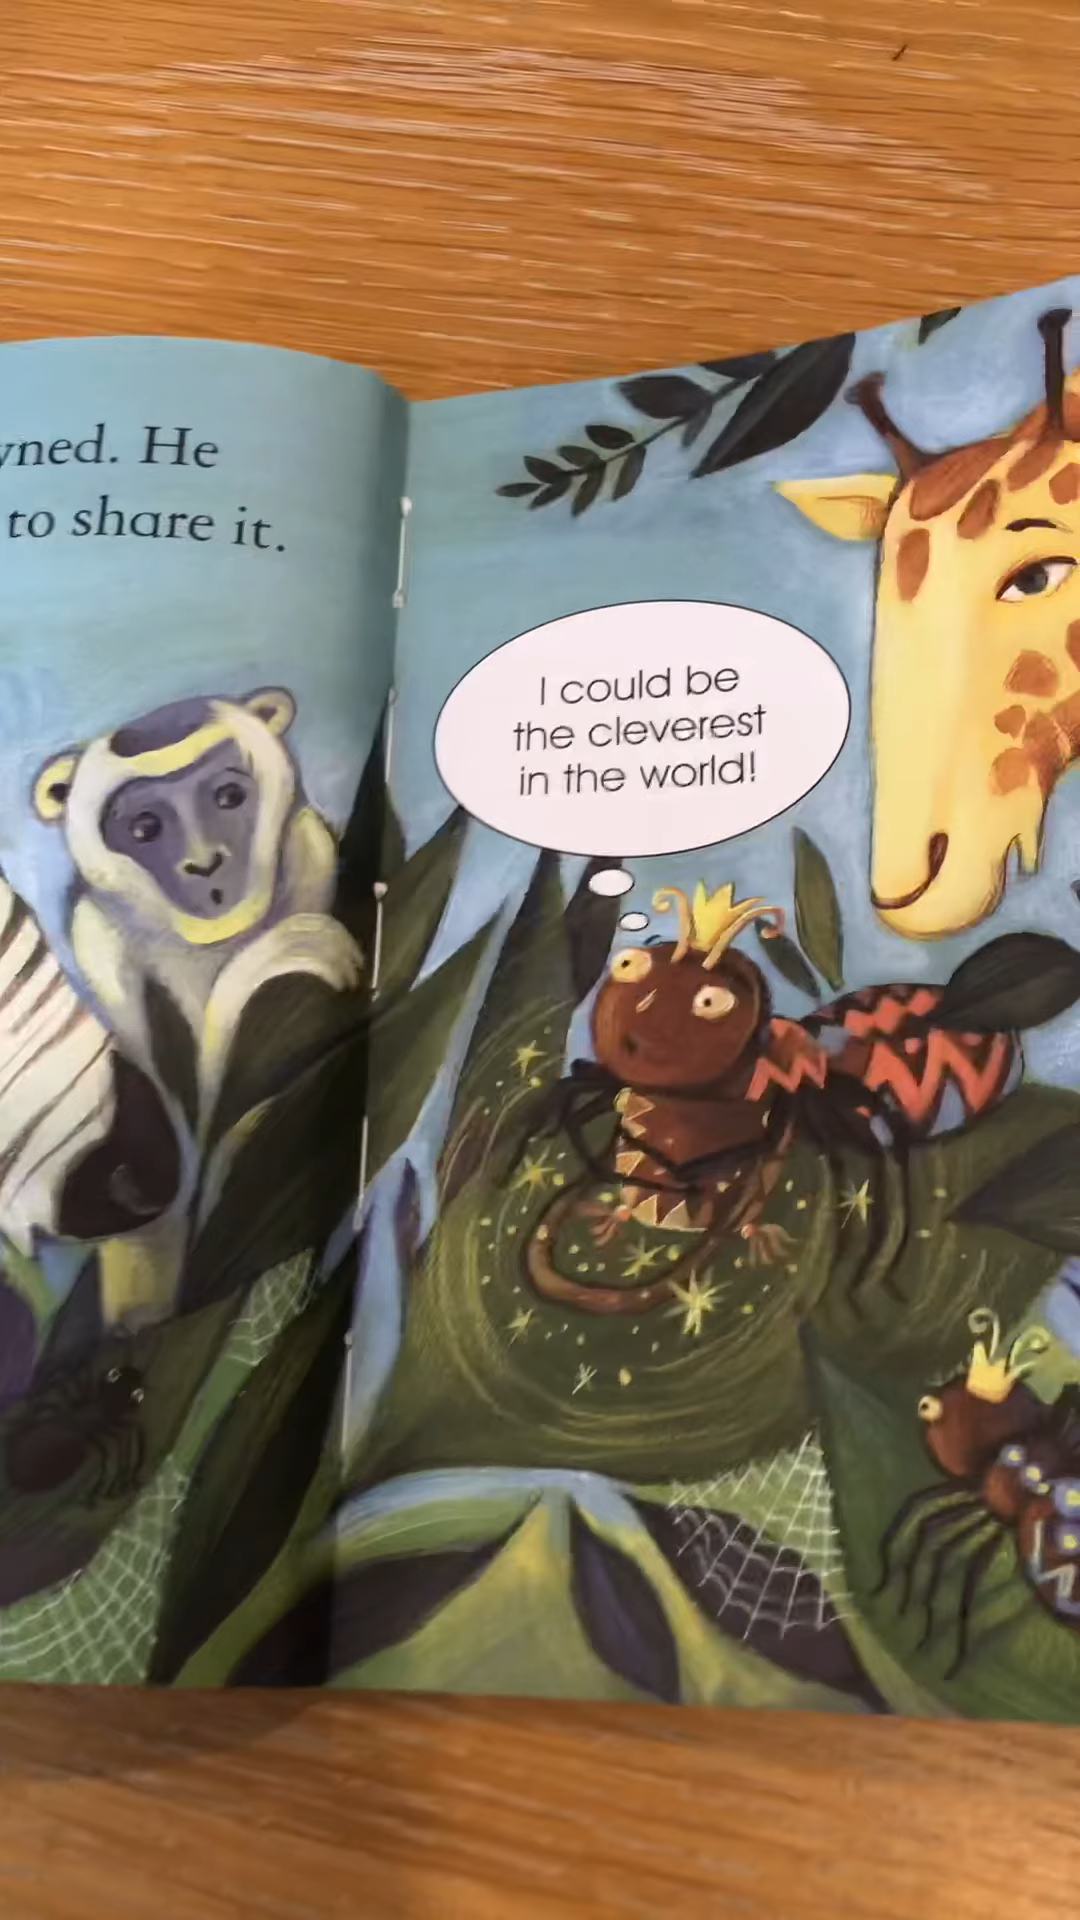 He
to share it.
I could be
the cleverest
in the world!